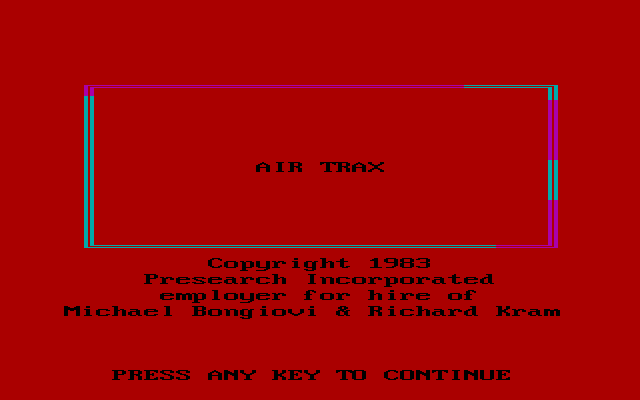 AIR TRAX
Copyright 1983
Presearch Incorporated
employer for hire of
Michael Bongiovi & Richard Kram
PRESS ANY KEY TO CONTINUE